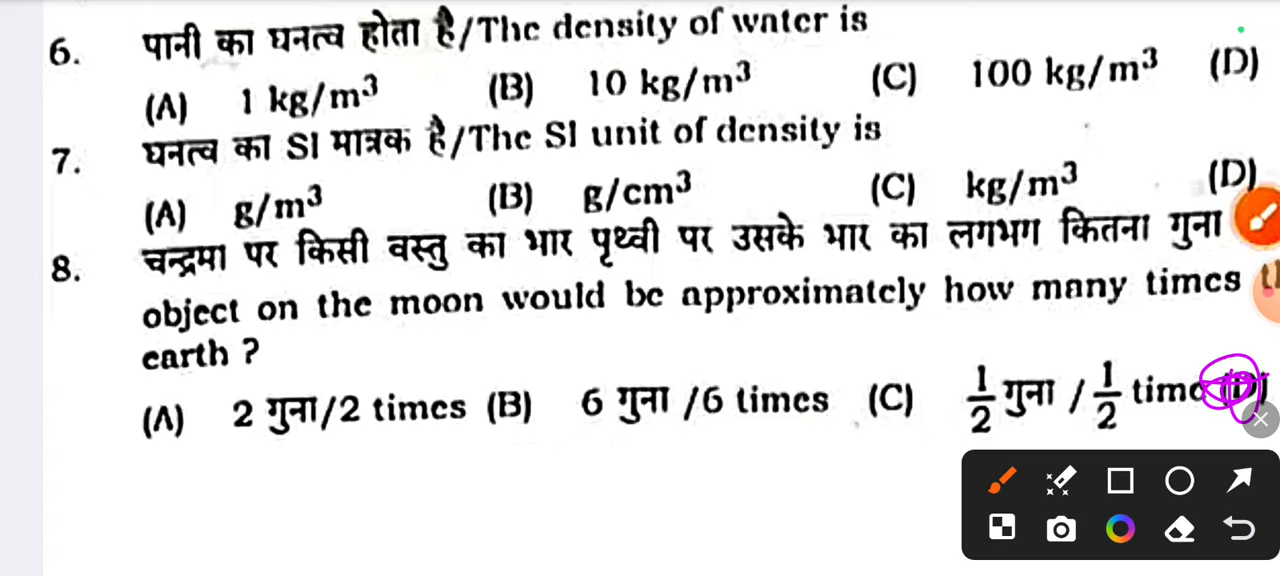 6. पानी का घनत्व होता है/The density of water is
(A) 1 kg/m³ (B) 10 kg/m³ (C) 100 kg/m³ (D)
7. घनत्व का SI मात्रक है/The SI unit of density is
(A) g/m³ (B) g/cm³ (C) kg/m³ (D)
8. चन्द्रमा पर किसी वस्तु का भार पृथ्वी पर उसके भार का लगभग कितना गुना
object on the moon would be approximately how many times
earth ?
(A) 2 गुना/2 times (B) 6 गुना /6 times (C) 1/2 गुना / 1/2 time (D)